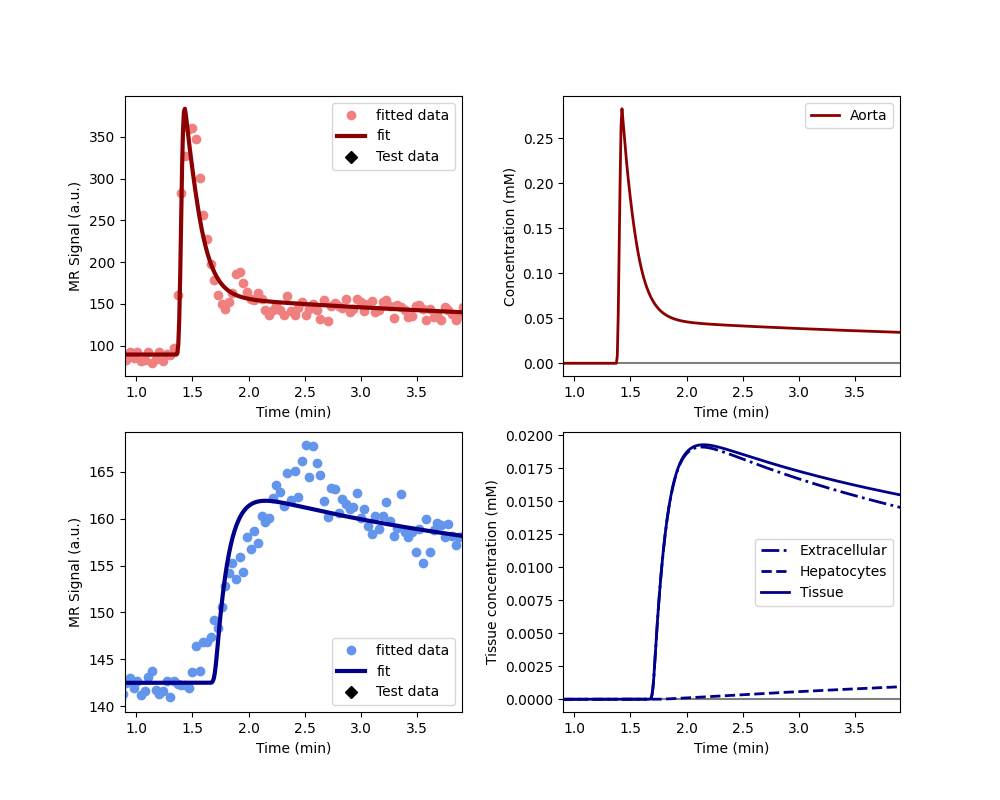 350
300
250
200
150
100
MR Signal (a.u.)
1.0 1.5 2.0 2.5 3.0 3.5
Time (min)
fitted data
fit
Test data
0.25
0.20
0.15
0.10
0.05
0.00
Concentration (mM)
1.0 1.5 2.0 2.5 3.0 3.5
Time (min)
Aorta
165
160
155
150
145
140
MR Signal (a.u.)
1.0 1.5 2.0 2.5 3.0 3.5
Time (min)
fitted data
fit
Test data
0.0200
0.0175
0.0150
0.0125
0.0100
0.0075
0.0050
0.0025
0.0000
Tissue concentration (mM)
1.0 1.5 2.0 2.5 3.0 3.5
Time (min)
Extracellular
Hepatocytes
Tissue